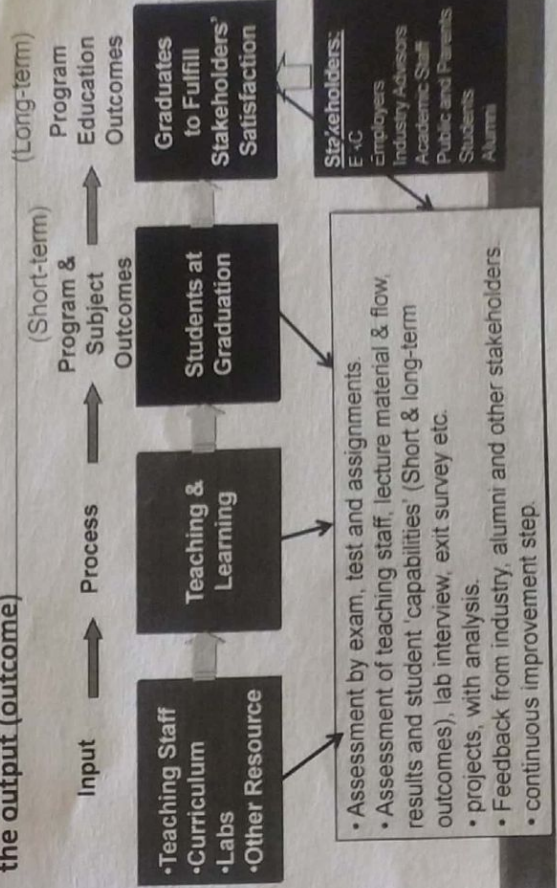 the output (outcome)
Input
Process
(Short-term)
Program &
Subject
Outcomes
(Long-term)
Program
Education
Outcomes
•Teaching Staff
•Curriculum
•Labs
•Other Resource
Teaching &
Learning
Students at
Graduation
Graduates
to Fulfill
Stakeholders'
Satisfaction
Stakeholders:
Employers
Industry Advisors
Academic Staff
Public and Parents
Students
Alumni
• Assessment by exam, test and assignments.
• Assessment of teaching staff, lecture material & flow,
results and student 'capabilities' (Short & long-term
outcomes), lab interview, exit survey etc.
• projects, with analysis.
• Feedback from industry, alumni and other stakeholders
• continuous improvement step.